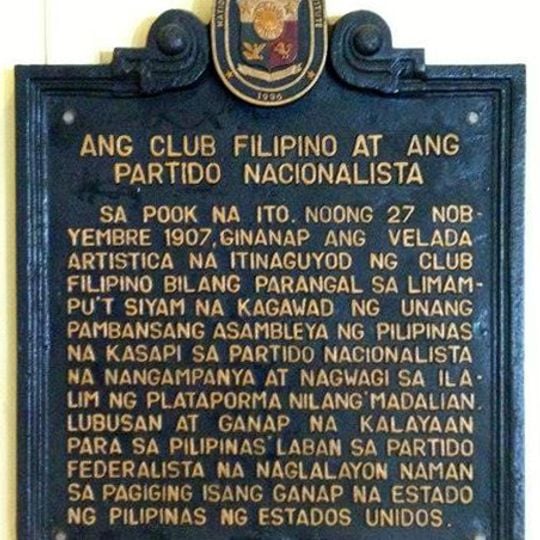 1996
ANG CLUB FILIPINO AT ANG
PARTIDO NACIONALISTA
SA POOK NA ITO. NOONG 27 NOB-
YEMBRE 1907, GINANAP ANG VELADA
ARTISTICA NA ITINAGUYOD NG CLUB
FILIPINO BILANG PARANGAL SA LIMAM-
PU'T SIYAM NA KAGAWAD NG UNANG
PAMBANSANG ASAMBLEYA NG PILIPINAS
NA KASAPI SA PARTIDO NACIONALISTA
NA NANGAMPANYA AT NAGWAGI SA ILA-
LIM NG PLATAPORMA NILANG "MADALIAN.
LUBUSAN AT GANAP NA KALAYAAN
PARA SA PILIPINAS" LABAN SA PARTIDO
FEDERALISTA NA NAGLALAYON NAMAN
SA PAGIGING ISANG GANAP NA ESTADO
NG PILIPINAS NG ESTADOS UNIDOS.